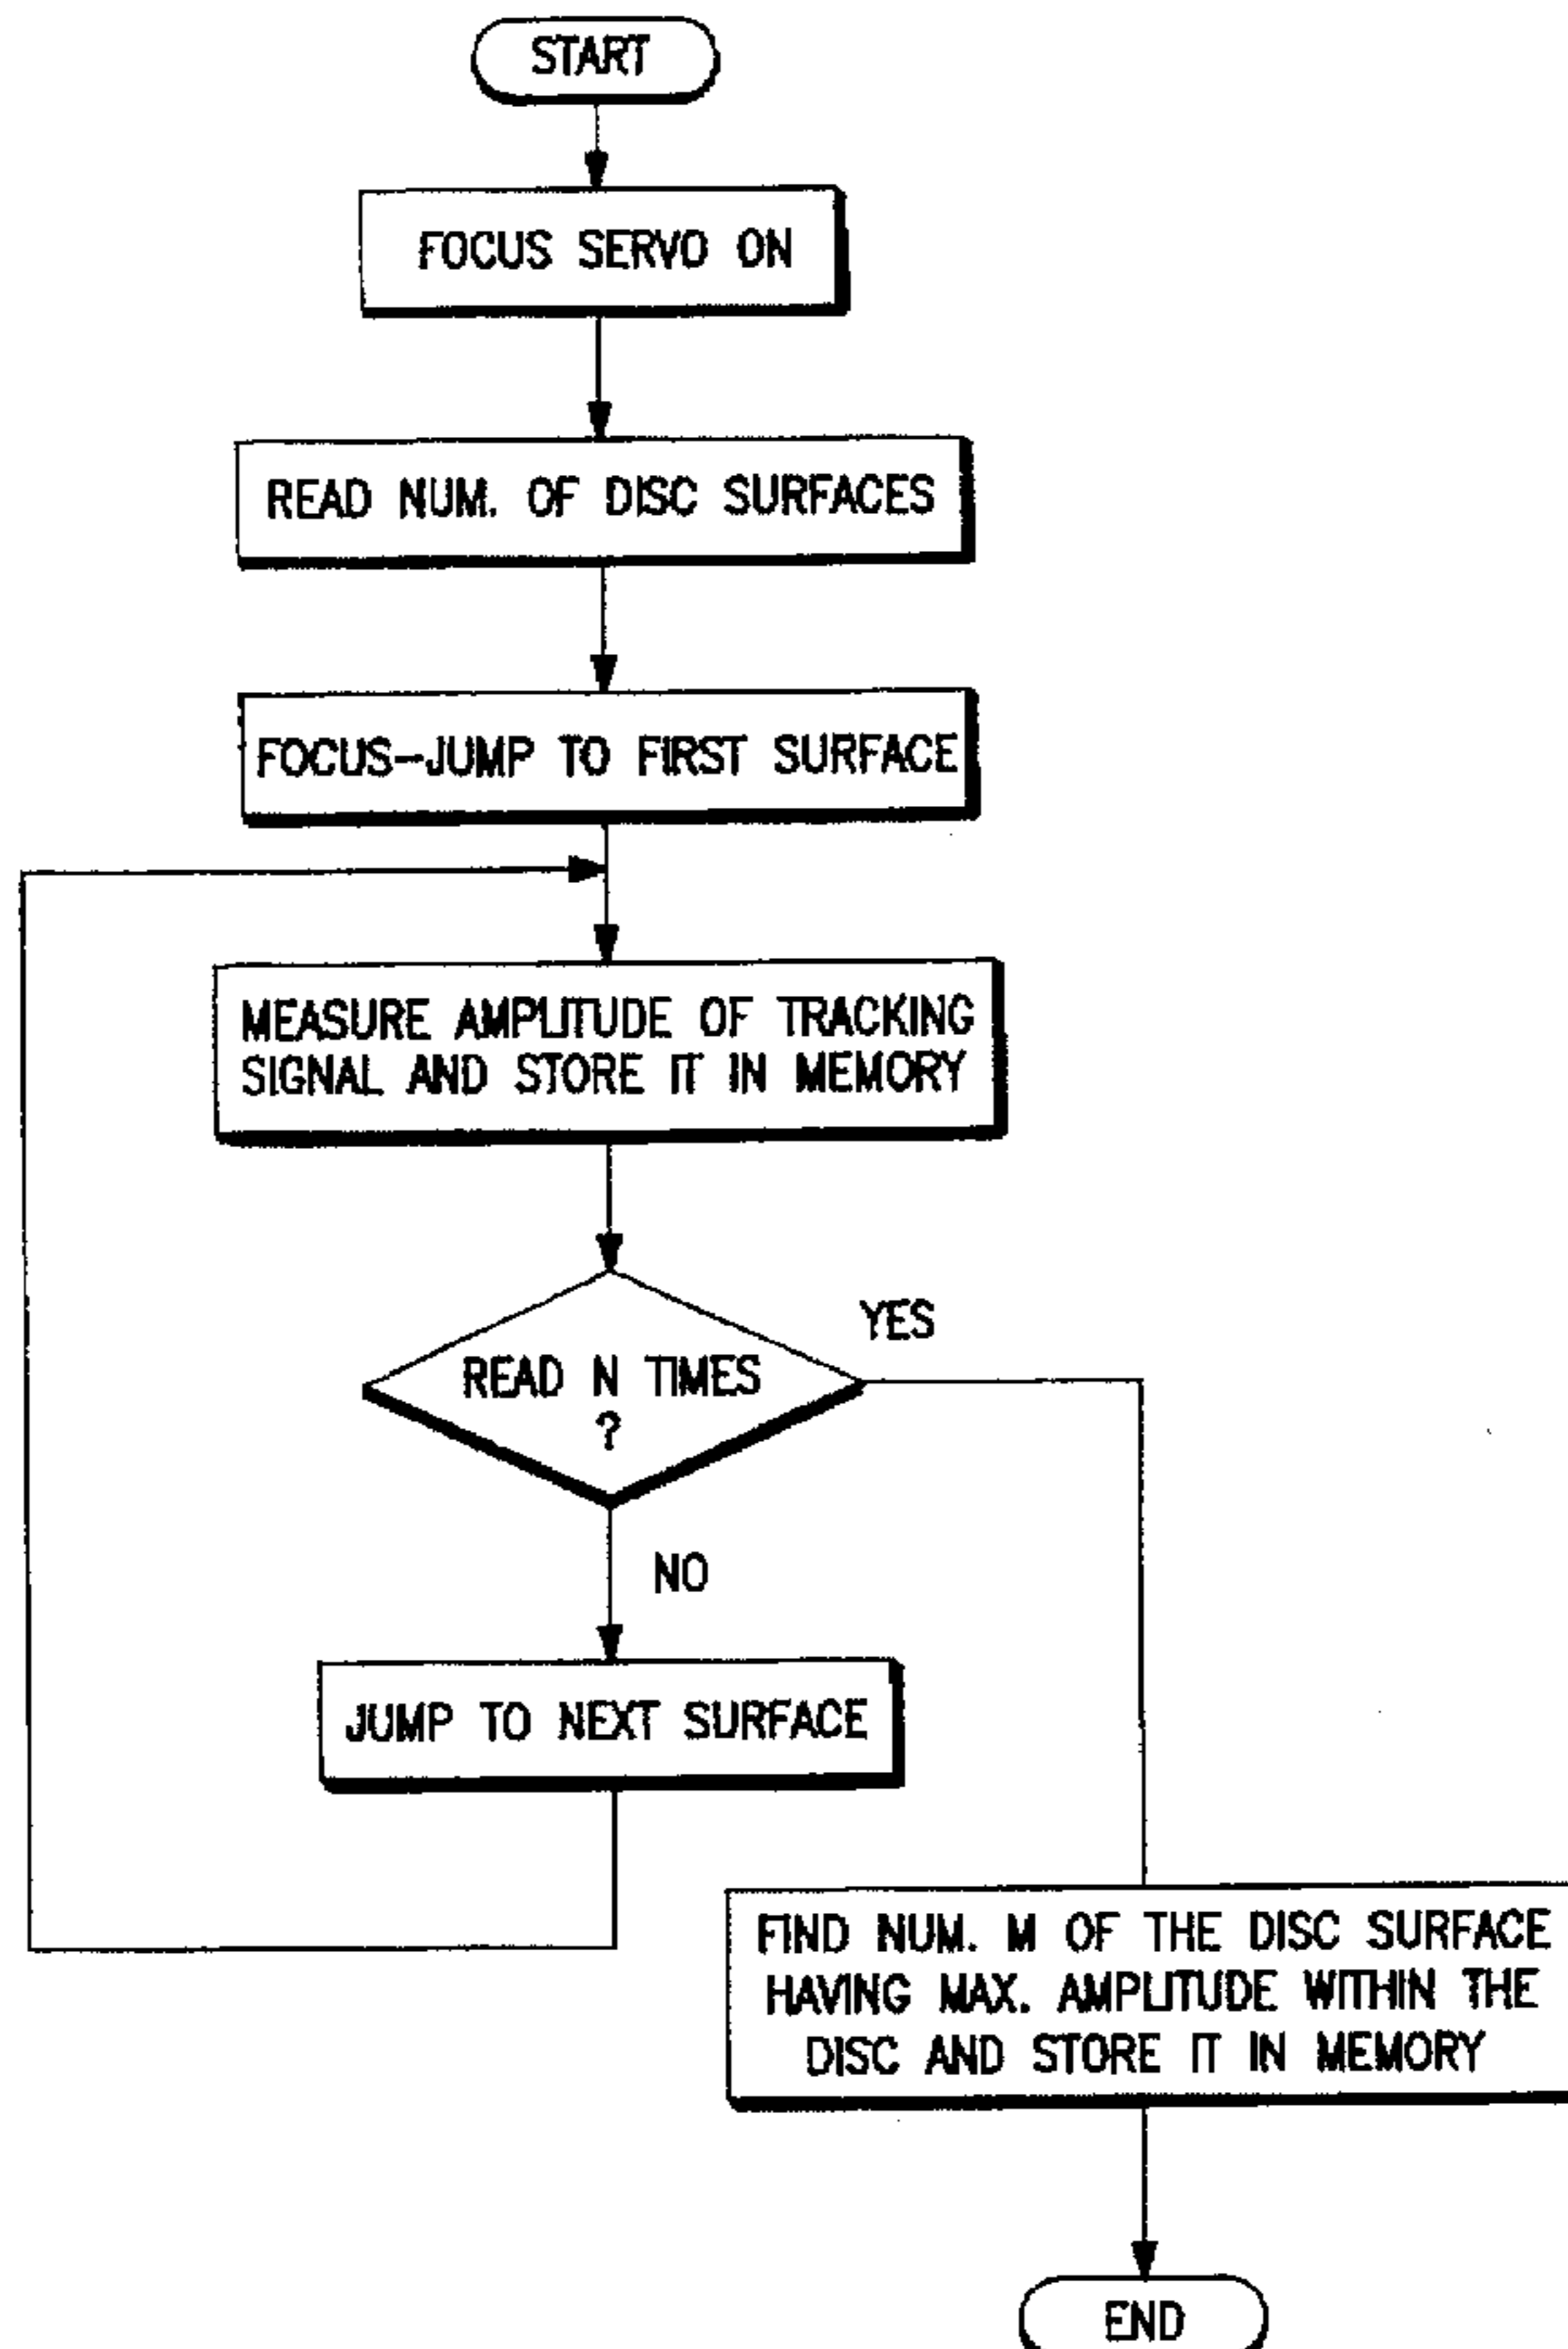 START
FOCUS SERVO ON
READ NUM. OF DISC SURFACES
FOCUS-JUMP TO FIRST SURFACE
MEASURE AMPLITUDE OF TRACKING
SIGNAL AND STORE IT IN MEMORY
YES
READ N TIMES
?
NO
JUMP TO NEXT SURFACE
FIND NUM. M OF THE DISC SURFACE
HAVING MAX. AMPLITUDE WITHIN THE
DISC AND STORE IT IN MEMORY
END